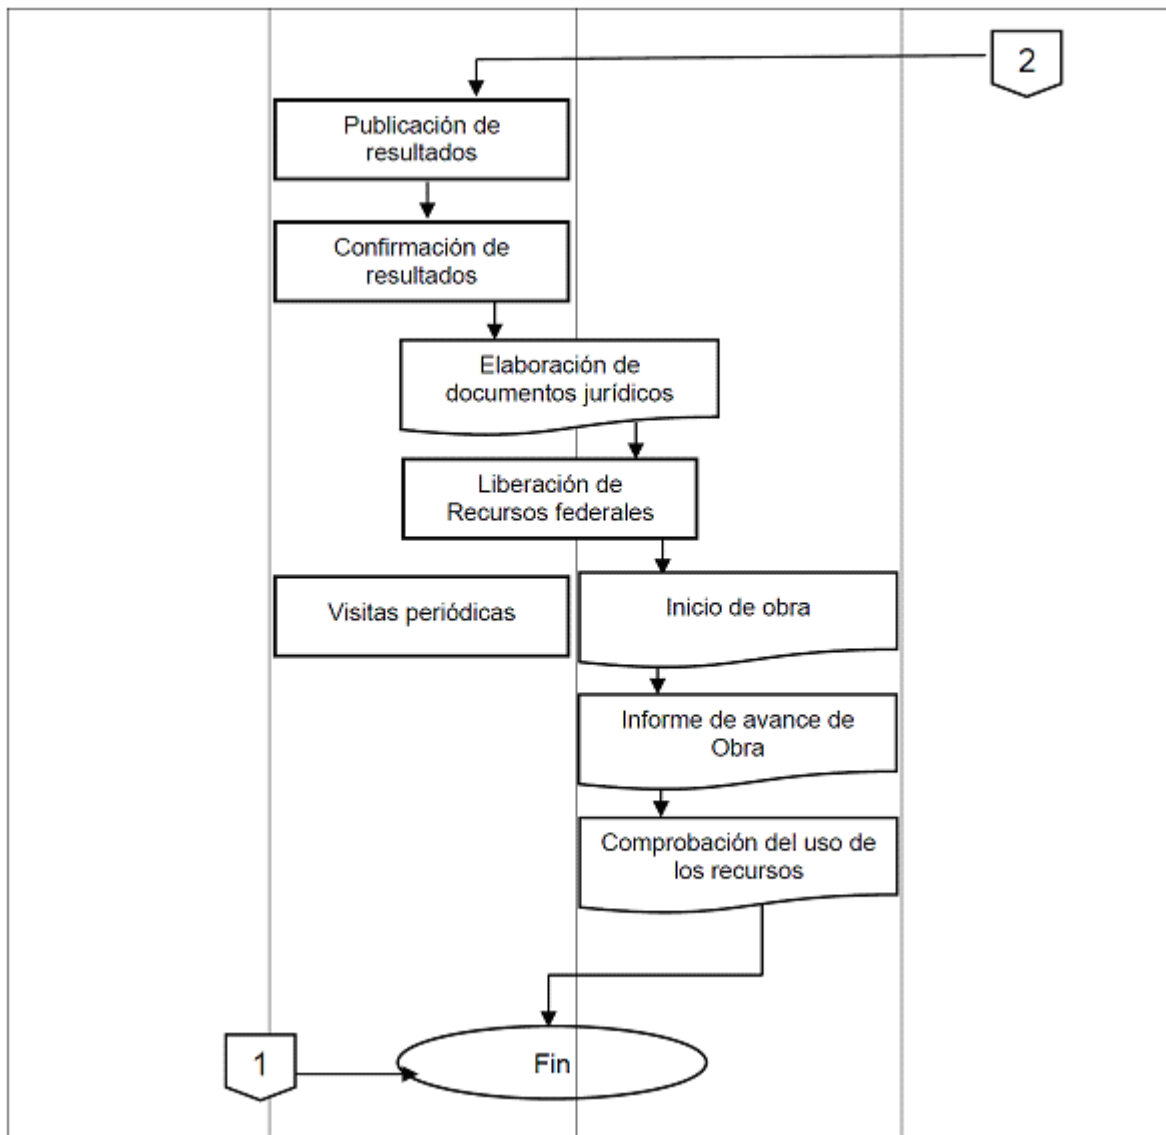 2
Publicación de
resultados
Confirmación de
resultados
Elaboración de
documentos jurídicos
Liberación de
Recursos federales
Visitas periódicas
Inicio de obra
Informe de avance de
Obra
Comprobación del uso de
los recursos
1
Fin